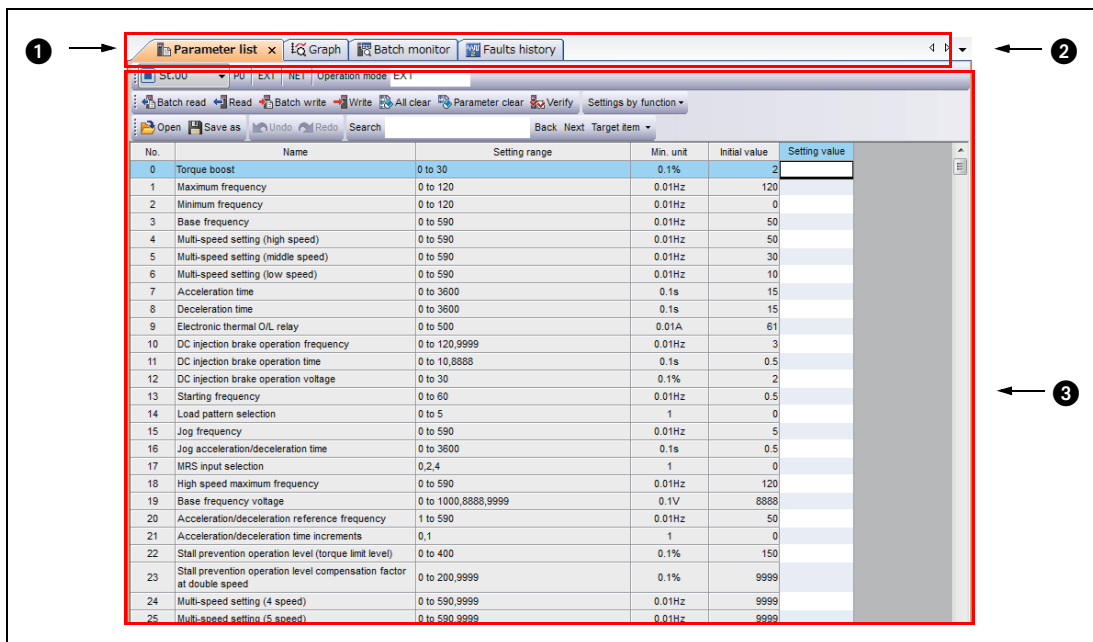 ❶ ❷
Parameter list x Graph Batch monitor Faults history
St.00 PU EXT NET Operation mode EXT
Batch read Read Batch write Write All clear Parameter clear Verify Settings by function
Open Save as Undo Redo Search Back Next Target item
No. Name Setting range Min. unit Initial value Setting value
0 Torque boost 0 to 30 0.1% 2
1 Maximum frequency 0 to 120 0.01Hz 120
2 Minimum frequency 0 to 120 0.01Hz 0
3 Base frequency 0 to 590 0.01Hz 50
4 Multi-speed setting (high speed) 0 to 590 0.01Hz 50
5 Multi-speed setting (middle speed) 0 to 590 0.01Hz 30
6 Multi-speed setting (low speed) 0 to 590 0.01Hz 10
7 Acceleration time 0 to 3600 0.1s 15
8 Deceleration time 0 to 3600 0.1s 15
9 Electronic thermal O/L relay 0 to 500 0.01A 61
10 DC injection brake operation frequency 0 to 120,9999 0.01Hz 3
11 DC injection brake operation time 0 to 10,8888 0.1s 0.5
12 DC injection brake operation voltage 0 to 30 0.1% 2
13 Starting frequency 0 to 60 0.01Hz 0.5
❸
14 Load pattern selection 0 to 5 1 0
15 Jog frequency 0 to 590 0.01Hz 5
16 Jog acceleration/deceleration time 0 to 3600 0.1s 0.5
17 MRS input selection 0,2,4 1 0
18 High speed maximum frequency 0 to 590 0.01Hz 120
19 Base frequency voltage 0 to 1000,8888,9999 0.1V 8888
20 Acceleration/deceleration reference frequency 1 to 590 0.01Hz 50
21 Acceleration/deceleration time increments 0,1 1 0
22 Stall prevention operation level (torque limit level) 0 to 400 0.1% 150
23 Stall prevention operation level compensation factor
at double speed 0 to 200,9999 0.1% 9999
24 Multi-speed setting (4 speed) 0 to 590,9999 0.01Hz 9999
25 Multi-speed setting (5 speed) 0 to 590,9999 0.01Hz 9999